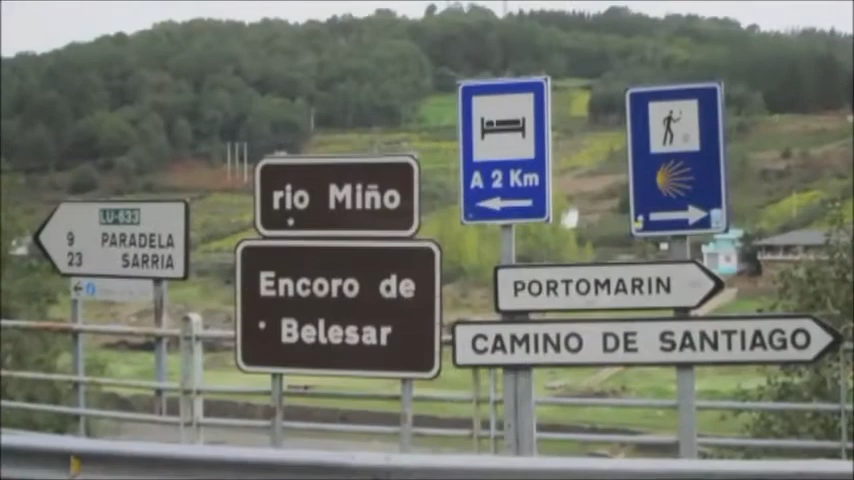 LU-633
9 PARADELA
23 SARRIA
rio Miño
Encoro de
Belesar
A 2 Km
PORTOMARIN
CAMINO DE SANTIAGO